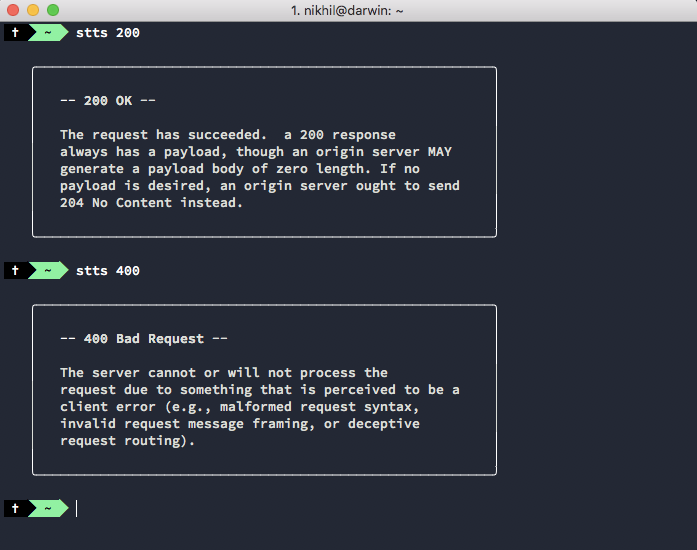 1. nikhil@darwin: ~
† ~ stts 200
-- 200 OK --
The request has succeeded.  a 200 response
always has a payload, though an origin server MAY
generate a payload body of zero length. If no
payload is desired, an origin server ought to send
204 No Content instead.
† ~ stts 400
-- 400 Bad Request --
The server cannot or will not process the
request due to something that is perceived to be a
client error (e.g., malformed request syntax,
invalid request message framing, or deceptive
request routing).
† ~